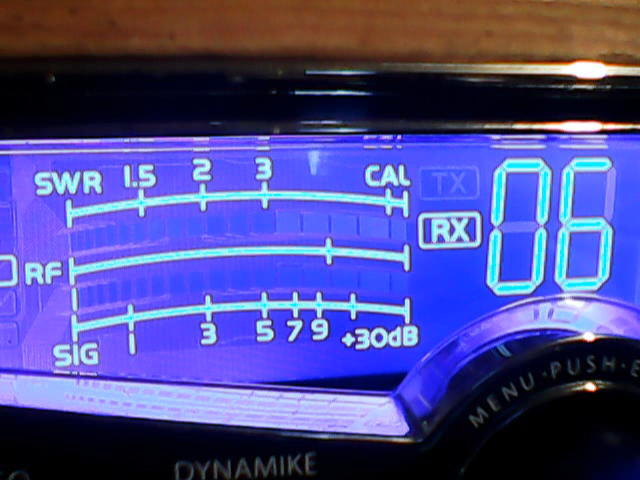 SWR 1.5 2 3 CAL
TX
RX
06
RF
SIG 1 3 5 7 9 +30dB
MENU·PUSH·E
DYNAMIKE